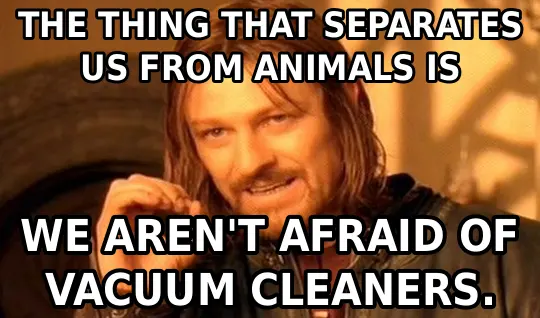 THE THING THAT SEPARATES
US FROM ANIMALS IS
WE AREN'T AFRAID OF
VACUUM CLEANERS.